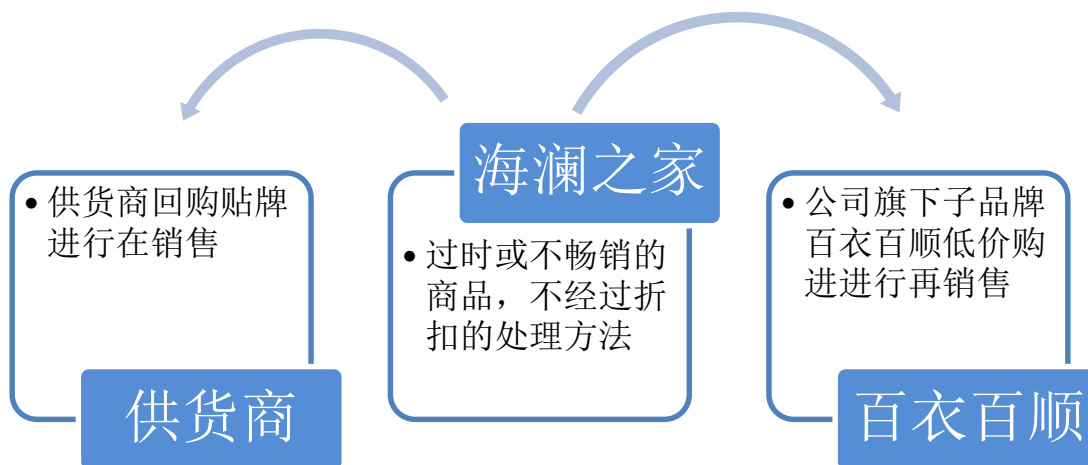 • 供货商回购贴牌
进行在销售
供货商
海澜之家
• 过时或不畅销的
商品，不经过折
扣的处理方法
• 公司旗下子品牌
百衣百顺低价购
进进行再销售
百衣百顺